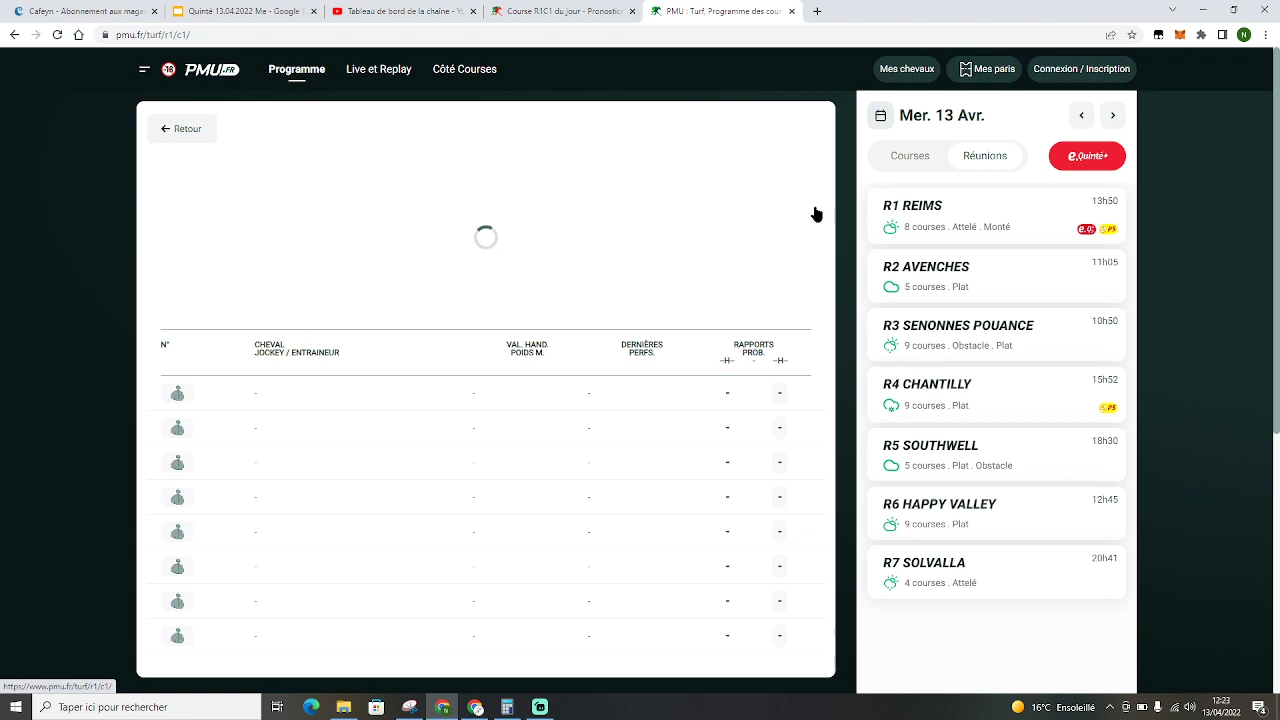 Cafeyn - Abonnement aux maga
Quinté 13.04.2022 Me - Google S
Tableau de bord de la chaîne - Yo
Course R1C1 du jour - Pronostics
PMU : Turf, Programme des cour
pmu.fr/turf/r1/c1/
N
-18 PMU.FR
Programme
Live et Replay
Côté Courses
Mes chevaux
Mes paris
Connexion / Inscription
Retour
N°
CHEVAL
JOCKEY / ENTRAINEUR
VAL. HAND.
POIDS M.
DERNIÈRES
PERFS.
RAPPORTS
PROB.
–H– - –H–
- - - - -
- - - - -
- - - - -
- - - - -
- - - - -
- - - - -
- - - - -
- - - - -
Mer. 13 Avr.
Courses
Réunions
e.Quinté+
R1 REIMS
13h50
8 courses . Attelé . Monté
R2 AVENCHES
11h05
5 courses . Plat
R3 SENONNES POUANCE
10h50
9 courses . Obstacle . Plat
R4 CHANTILLY
15h52
9 courses . Plat
R5 SOUTHWELL
18h30
5 courses . Plat . Obstacle
R6 HAPPY VALLEY
12h45
9 courses . Plat
R7 SOLVALLA
20h41
4 courses . Attelé
https://www.pmu.fr/turf/r1/c1/
Taper ici pour rechercher
16°C Ensoleillé
12:23
13/04/2022